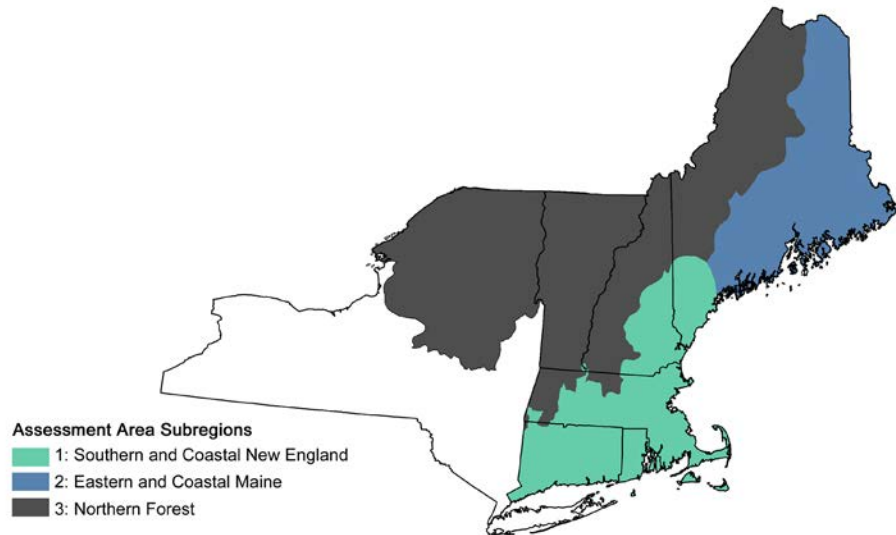 Assessment Area Subregions
1: Southern and Coastal New England
2: Eastern and Coastal Maine
3: Northern Forest